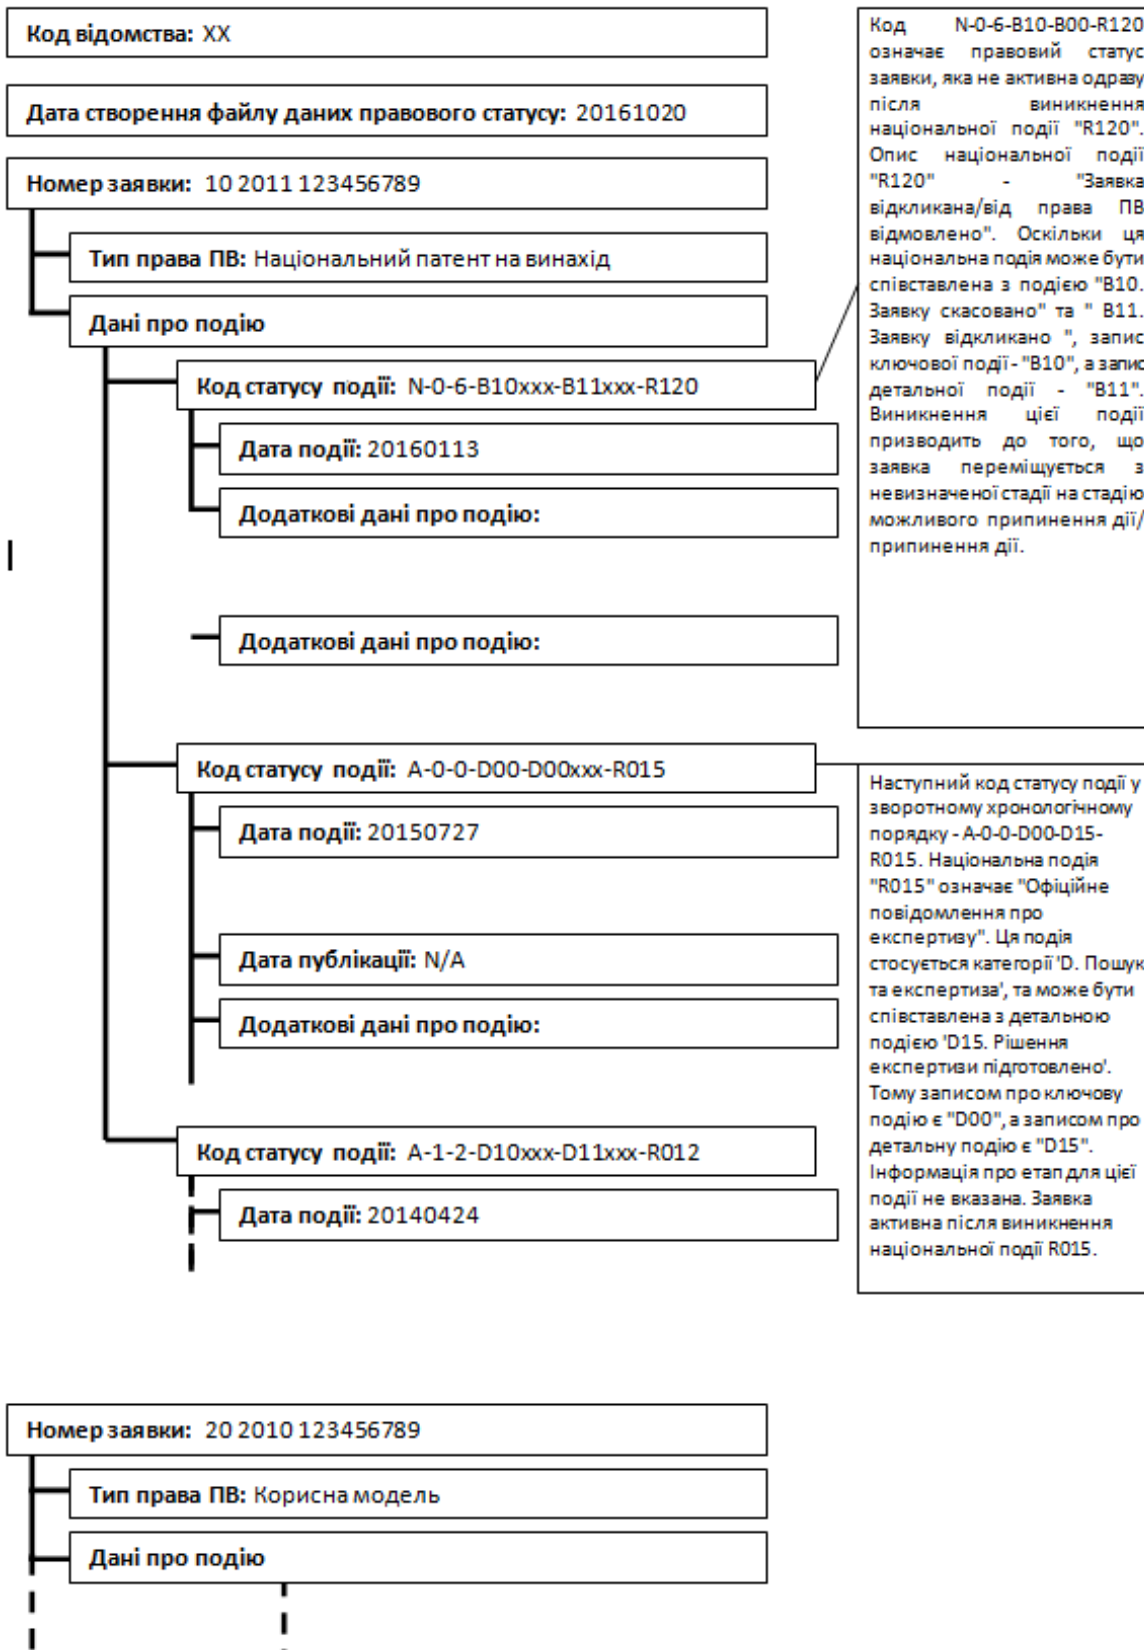 Код відомства: XX
Дата створення файлу даних правового статусу: 20161020
Номер заявки: 10 2011 123456789
Тип права ПВ: Національний патент на винахід
Дані про подію
Код статусу події: N-0-6-B10xxx-B11xxx-R120
Дата події: 20160113
Додаткові дані про подію:
Додаткові дані про подію:
Код N-0-6-B10-B00-R120
означає правовий статус
заявки, яка не активна одразу
після виникнення
національної події "R120".
Опис національної події
"R120" - "Заявка
відкликана/від права ПВ
відмовлено". Оскільки ця
національна подія може бути
співставлена з подією "B10.
Заявку скасовано" та " B11.
Заявку відкликано ", запис
ключової події - "B10", а запис
детальної події - "B11".
Виникнення цієї події
призводить до того, що
заявка переміщується з
невизначеної стадії на стадію
можливого припинення дії/
припинення дії.
Код статусу події: A-0-0-D00-D00xxx-R015
Дата події: 20150727
Дата публікації: N/A
Додаткові дані про подію:
Наступний код статусу події у
зворотному хронологічному
порядку - A-0-0-D00-D15-
R015. Національна подія
"R015" означає "Офіційне
повідомлення про
експертизу". Ця подія
стосується категорії 'D. Пошук
та експертиза', та може бути
співставлена з детальною
подією 'D15. Рішення
експертизи підготовлено'.
Тому записом про ключову
подію є "D00", а записом про
детальну подію є "D15".
Інформація про етап для цієї
події не вказана. Заявка
активна після виникнення
національної події R015.
Код статусу події: A-1-2-D10xxx-D11xxx-R012
Дата події: 20140424
Номер заявки: 20 2010 123456789
Тип права ПВ: Корисна модель
Дані про подію